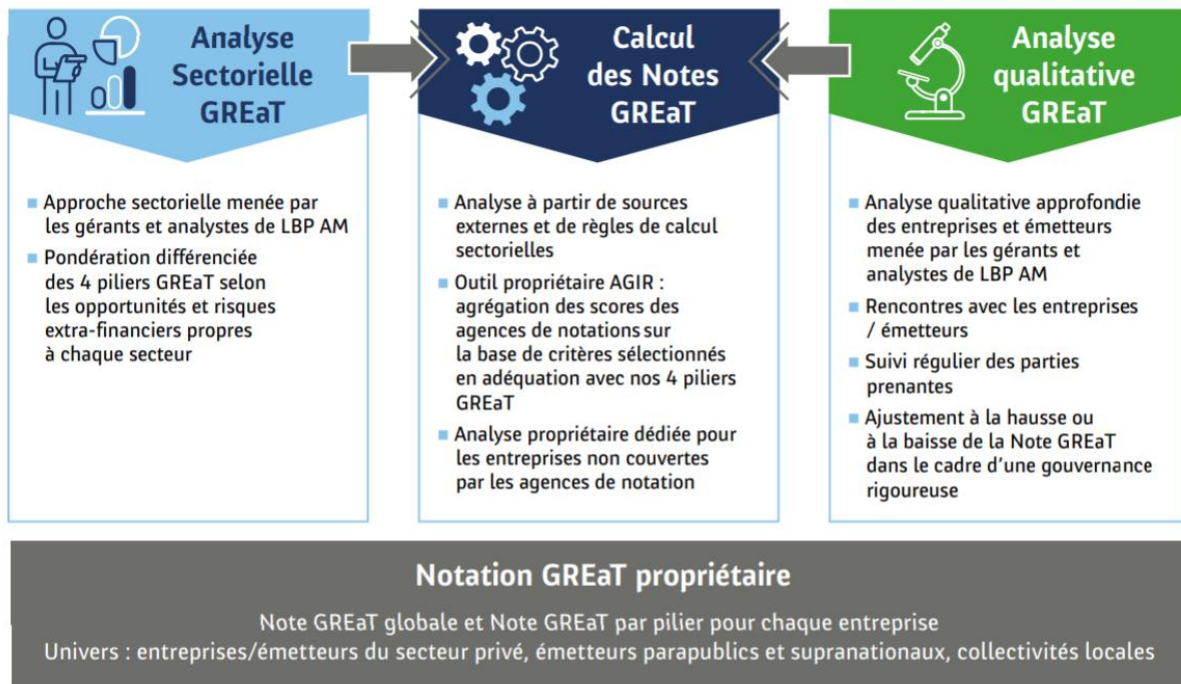 Analyse
Sectorielle
GREaT
Approche sectorielle menée par
les gérants et analystes de LBP AM
Pondération différenciée
des 4 piliers GREaT selon
les opportunités et risques
extra-financiers propres
à chaque secteur
Calcul
des Notes
GREaT
Analyse à partir de sources
externes et de règles de calcul
sectorielles
Outil propriétaire AGIR :
agrégation des scores des
agences de notations sur
la base de critères sélectionnés
en adéquation avec nos 4 piliers
GREaT
Analyse propriétaire dédiée pour
les entreprises non couvertes
par les agences de notation
Analyse
qualitative
GREaT
Analyse qualitative approfondie
des entreprises et émetteurs
menée par les gérants et
analystes de LBP AM
Rencontres avec les entreprises
/ émetteurs
Suivi régulier des parties
prenantes
Ajustement à la hausse ou
à la baisse de la Note GREaT
dans le cadre d'une gouvernance
rigoureuse
Notation GREaT propriétaire
Note GREaT globale et Note GREaT par pilier pour chaque entreprise
Univers : entreprises/émetteurs du secteur privé, émetteurs parapublics et supranationaux, collectivités locales